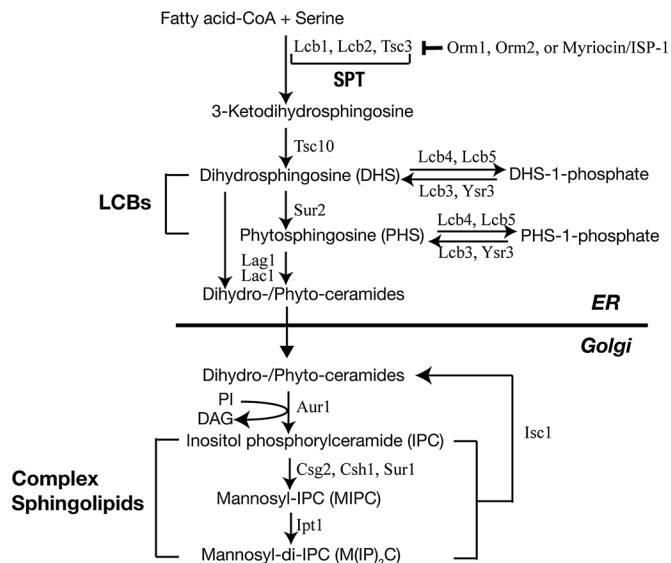 Fatty acid-CoA + Serine
Lcb1, Lcb2, Tsc3
Orm1, Orm2, or Myriocin/ISP-1
SPT
3-Ketodihydrosphingosine
Tsc10
Lcb4, Lcb5
Dihydrosphingosine (DHS)
DHS-1-phosphate
Lcb3, Ysr3
LCBs
Sur2
Lcb4, Lcb5
Phytosphingosine (PHS)
PHS-1-phosphate
Lcb3, Ysr3
Lag1
Lac1
Dihydro-/Phyto-ceramides
ER
Golgi
Dihydro-/Phyto-ceramides
PI
Aur1
DAG
Isc1
Inositol phosphorylceramide (IPC)
Complex
Sphingolipids
Csg2, Csh1, Sur1
Mannosyl-IPC (MIPC)
Ipt1
Mannosyl-di-IPC (M(IP)₂C)